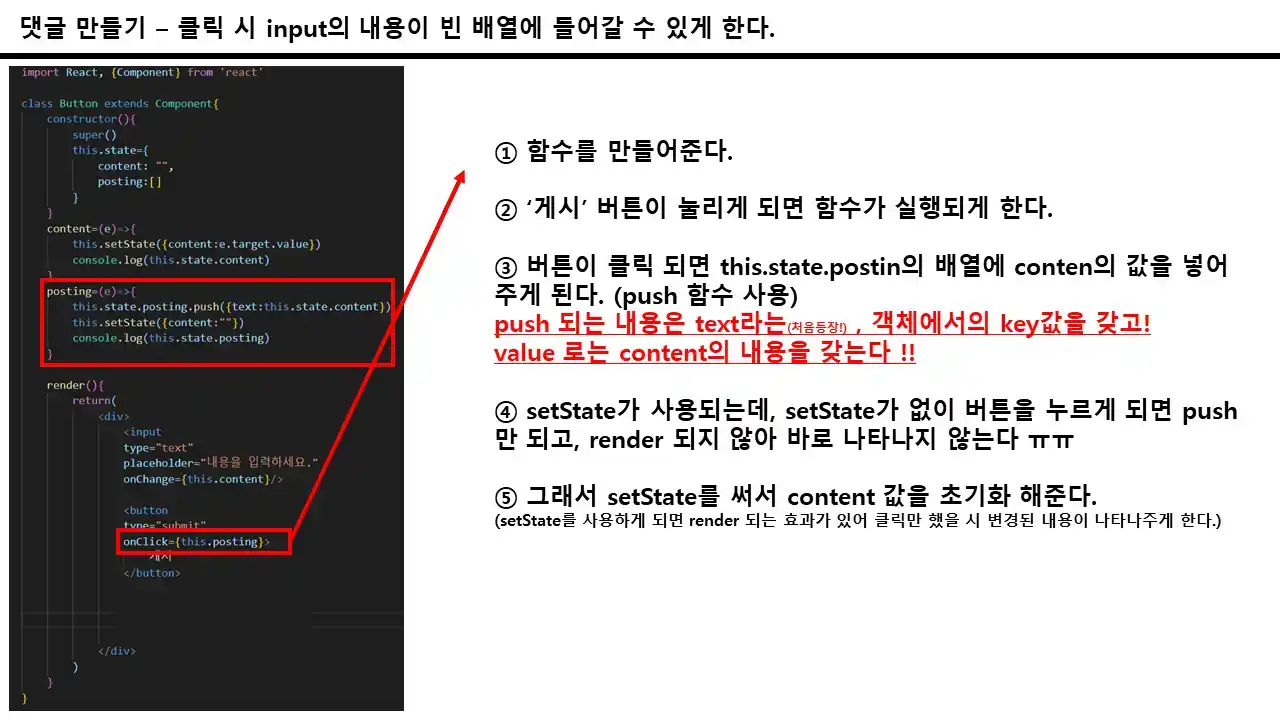 댓글 만들기 – 클릭 시 input의 내용이 빈 배열에 들어갈 수 있게 한다.
import React, {Component} from 'react'
class Button extends Component{
constructor(){
super()
this.state={
content: "",
posting:[]
}
}
content=(e)=>{
this.setState({content:e.target.value})
console.log(this.state.content)
}
posting=(e)=>{
this.state.posting.push({text:this.state.content})
this.setState({content:""})
console.log(this.state.posting)
}
render(){
return(
<div>
<input
type="text"
placeholder="내용을 입력하세요."
onChange={this.content}/>
<button
type="submit"
onClick={this.posting}>
게시
</button>
</div>
)
}
}
① 함수를 만들어준다.
② ‘게시’ 버튼이 눌리게 되면 함수가 실행되게 한다.
③ 버튼이 클릭 되면 this.state.postin의 배열에 conten의 값을 넣어
주게 된다. (push 함수 사용)
push 되는 내용은 text라는(처음등장!) , 객체에서의 key값을 갖고!
value 로는 content의 내용을 갖는다 !!
④ setState가 사용되는데, setState가 없이 버튼을 누르게 되면 push
만 되고, render 되지 않아 바로 나타나지 않는다 ㅠㅠ
⑤ 그래서 setState를 써서 content 값을 초기화 해준다.
(setState를 사용하게 되면 render 되는 효과가 있어 클릭만 했을 시 변경된 내용이 나타나주게 한다.)